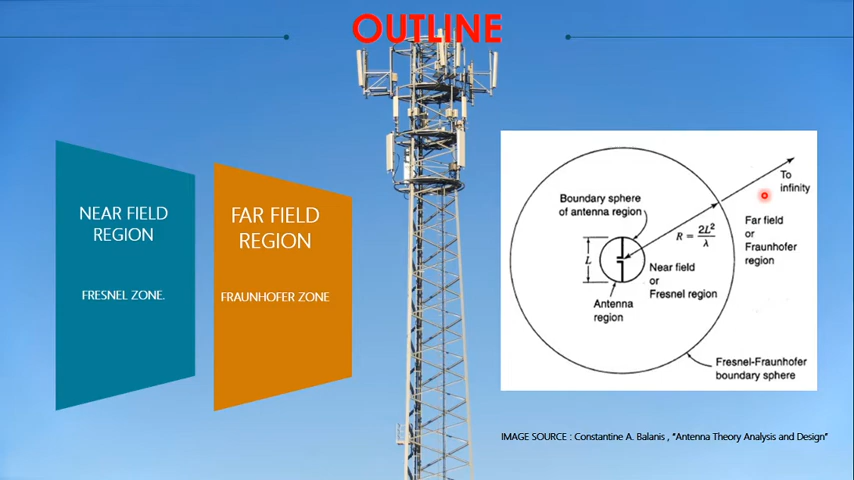 OUTLINE
NEAR FIELD
REGION
FRESNEL ZONE.
FAR FIELD
REGION
FRAUNHOFER ZONE
Boundary sphere
of antenna region
To
infinity
R = 2L²/λ
Far field
or
Fraunhofer
region
L
Near field
or
Fresnel region
Antenna
region
Fresnel-Fraunhofer
boundary sphere
IMAGE SOURCE : Constantine A. Balanis , "Antenna Theory Analysis and Design"